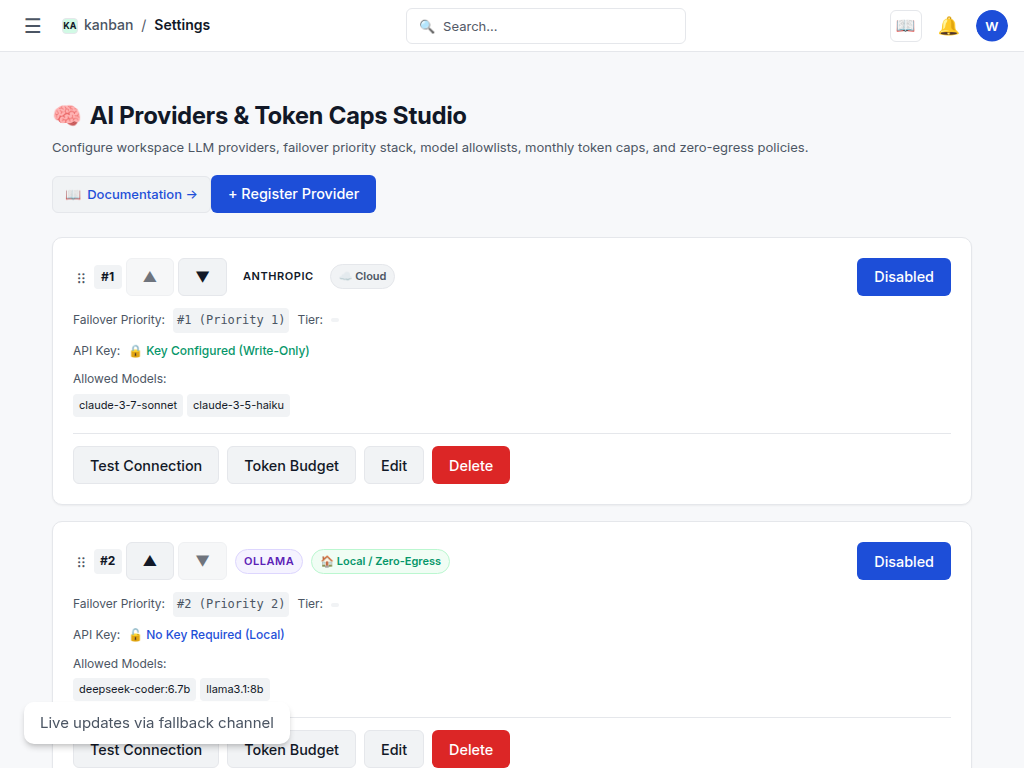 KA kanban / Settings
Search...
W
AI Providers & Token Caps Studio
Configure workspace LLM providers, failover priority stack, model allowlists, monthly token caps, and zero-egress policies.
Documentation →
+ Register Provider
#1 ▲ ▼ ANTHROPIC Cloud
Disabled
Failover Priority: #1 (Priority 1) Tier:
API Key: Key Configured (Write-Only)
Allowed Models:
claude-3-7-sonnet claude-3-5-haiku
Test Connection Token Budget Edit Delete
#2 ▲ ▼ OLLAMA Local / Zero-Egress
Disabled
Failover Priority: #2 (Priority 2) Tier:
API Key: No Key Required (Local)
Allowed Models:
deepseek-coder:6.7b llama3.1:8b
Live updates via fallback channel
Test Connection Token Budget Edit Delete